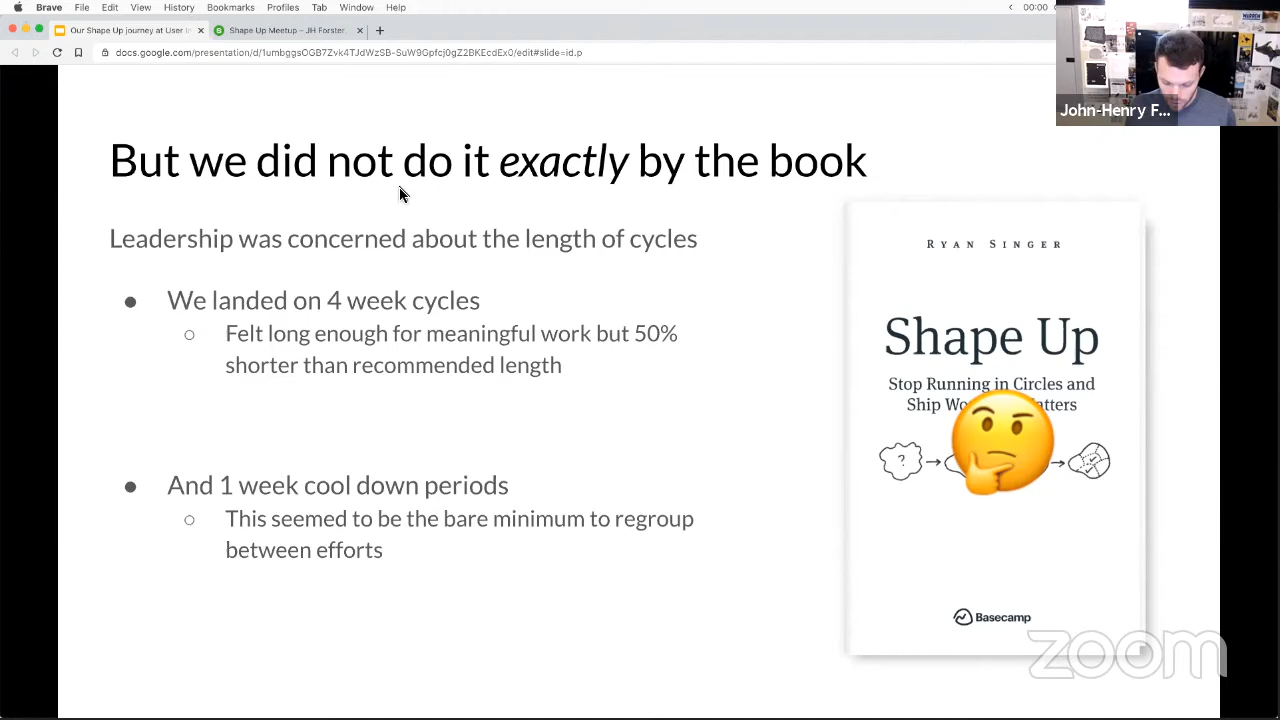 Brave File Edit View History Bookmarks Profiles Tab Window Help
00:00
Our Shape Up journey at User In
Shape Up Meetup – JH Forster,
John-Henry F...
But we did not do it exactly by the book
Leadership was concerned about the length of cycles
We landed on 4 week cycles
Felt long enough for meaningful work but 50%
shorter than recommended length
And 1 week cool down periods
This seemed to be the bare minimum to regroup
between efforts
RYAN SINGER
Shape Up
Stop Running in Circles and
Ship
?
Basecamp
zoom